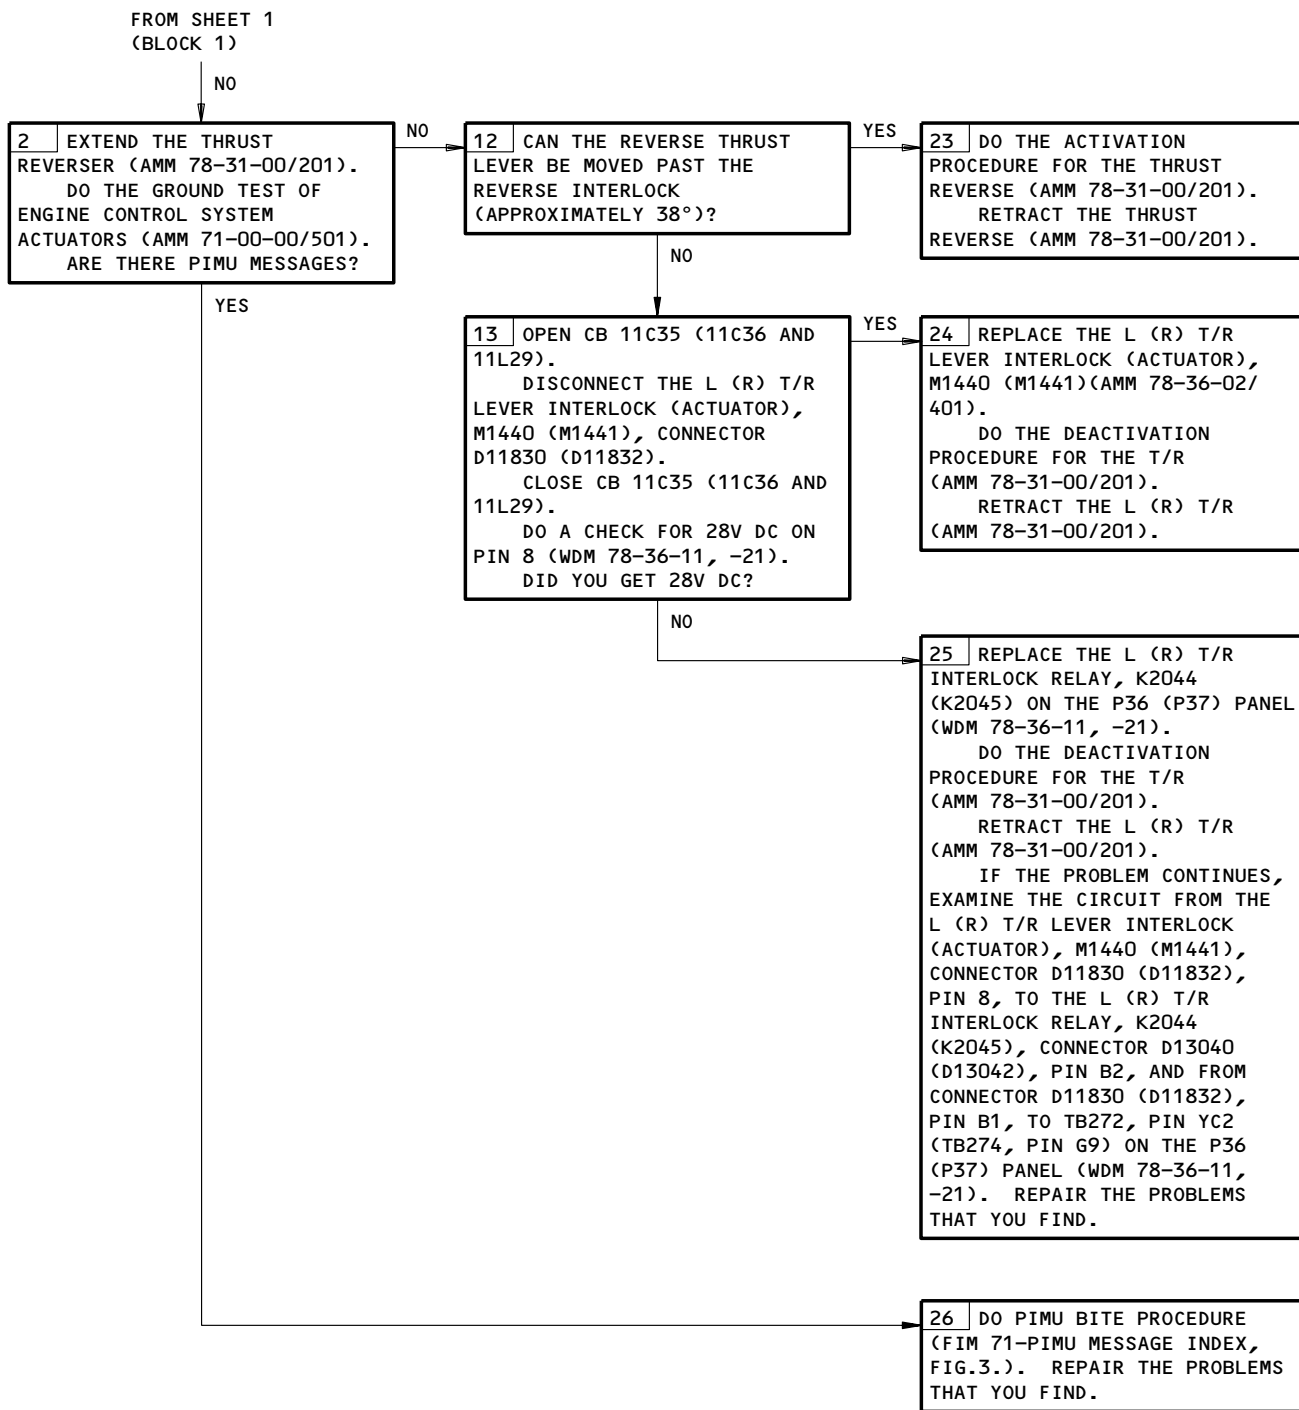 FROM SHEET 1
(BLOCK 1)
NO
2 EXTEND THE THRUST
REVERSER (AMM 78-31-00/201).
DO THE GROUND TEST OF
ENGINE CONTROL SYSTEM
ACTUATORS (AMM 71-00-00/501).
ARE THERE PIMU MESSAGES?
NO
YES
12 CAN THE REVERSE THRUST
LEVER BE MOVED PAST THE
REVERSE INTERLOCK
(APPROXIMATELY 38°)?
YES
NO
23 DO THE ACTIVATION
PROCEDURE FOR THE THRUST
REVERSE (AMM 78-31-00/201).
RETRACT THE THRUST
REVERSE (AMM 78-31-00/201).
13 OPEN CB 11C35 (11C36 AND
11L29).
DISCONNECT THE L (R) T/R
LEVER INTERLOCK (ACTUATOR),
M1440 (M1441), CONNECTOR
D11830 (D11832).
CLOSE CB 11C35 (11C36 AND
11L29).
DO A CHECK FOR 28V DC ON
PIN 8 (WDM 78-36-11, -21).
DID YOU GET 28V DC?
YES
NO
24 REPLACE THE L (R) T/R
LEVER INTERLOCK (ACTUATOR),
M1440 (M1441)(AMM 78-36-02/
401).
DO THE DEACTIVATION
PROCEDURE FOR THE T/R
(AMM 78-31-00/201).
RETRACT THE L (R) T/R
(AMM 78-31-00/201).
25 REPLACE THE L (R) T/R
INTERLOCK RELAY, K2044
(K2045) ON THE P36 (P37) PANEL
(WDM 78-36-11, -21).
DO THE DEACTIVATION
PROCEDURE FOR THE T/R
(AMM 78-31-00/201).
RETRACT THE L (R) T/R
(AMM 78-31-00/201).
IF THE PROBLEM CONTINUES,
EXAMINE THE CIRCUIT FROM THE
L (R) T/R LEVER INTERLOCK
(ACTUATOR), M1440 (M1441),
CONNECTOR D11830 (D11832),
PIN 8, TO THE L (R) T/R
INTERLOCK RELAY, K2044
(K2045), CONNECTOR D13040
(D13042), PIN B2, AND FROM
CONNECTOR D11830 (D11832),
PIN B1, TO TB272, PIN YC2
(TB274, PIN G9) ON THE P36
(P37) PANEL (WDM 78-36-11,
-21). REPAIR THE PROBLEMS
THAT YOU FIND.
26 DO PIMU BITE PROCEDURE
(FIM 71-PIMU MESSAGE INDEX,
FIG.3.). REPAIR THE PROBLEMS
THAT YOU FIND.